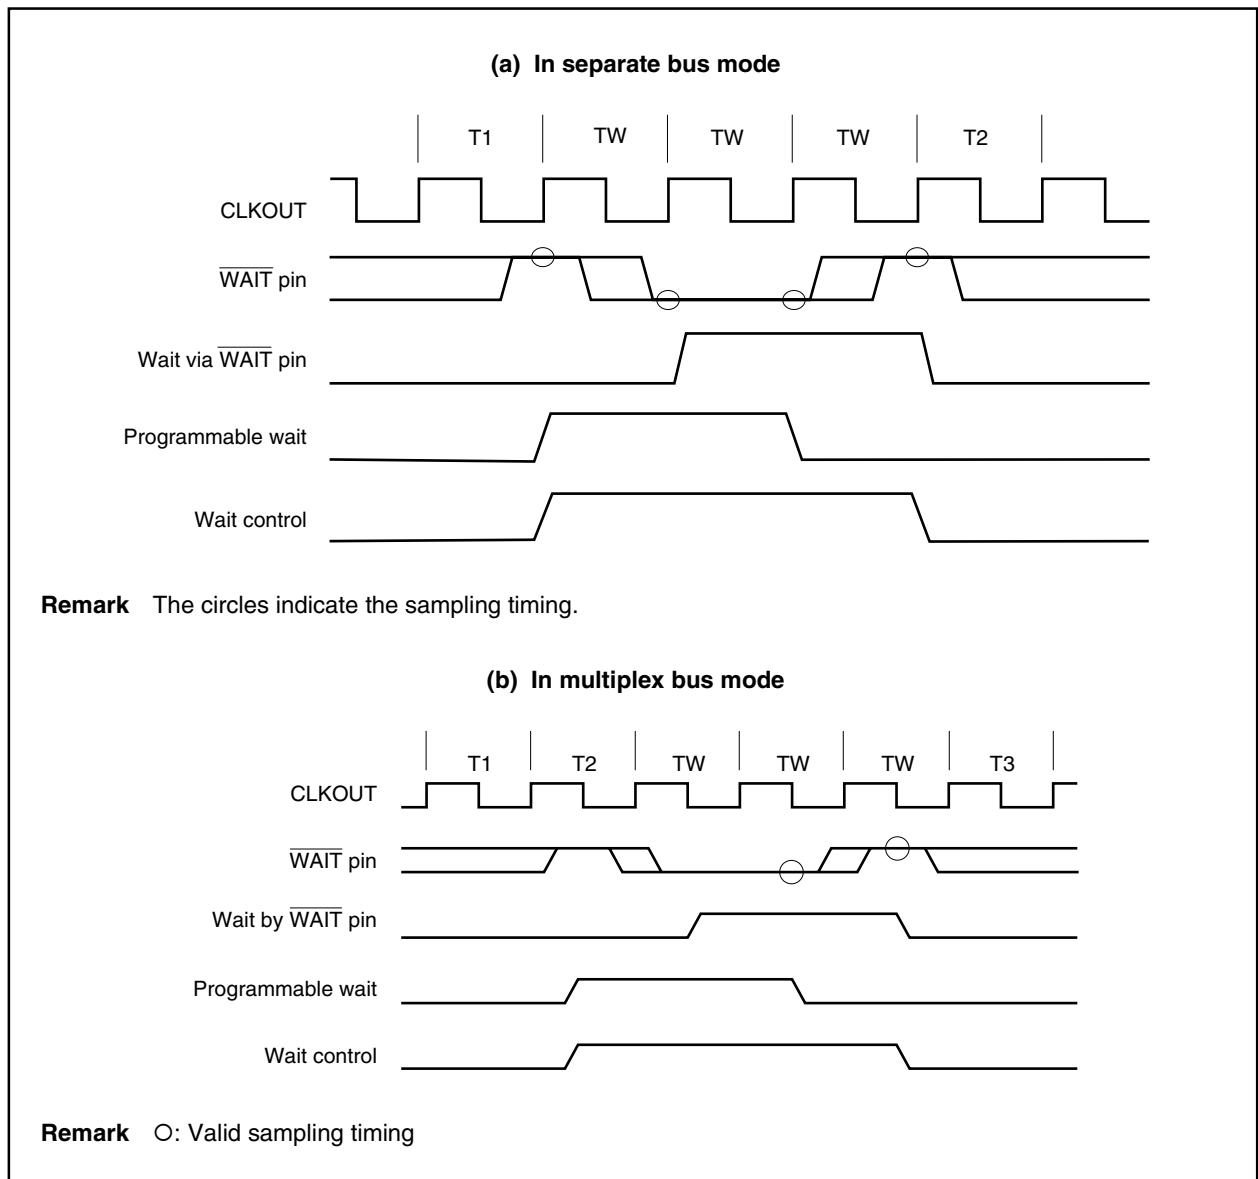 (a) In separate bus mode
T1 TW TW TW T2
CLKOUT
WAIT pin
Wait via WAIT pin
Programmable wait
Wait control
Remark The circles indicate the sampling timing.
(b) In multiplex bus mode
T1 T2 TW TW TW T3
CLKOUT
WAIT pin
Wait by WAIT pin
Programmable wait
Wait control
Remark ○: Valid sampling timing